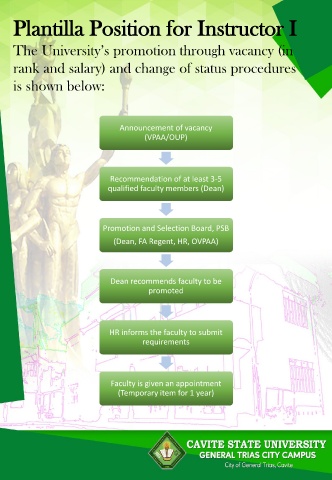 Plantilla Position for Instructor I
The University's promotion through vacancy (in
rank and salary) and change of status procedures
is shown below:
Announcement of vacancy
(VPAA/OUP)
Recommendation of at least 3-5
qualified faculty members (Dean)
Promotion and Selection Board, PSB
(Dean, FA Regent, HR, OVPAA)
Dean recommends faculty to be
promoted
HR informs the faculty to submit
requirements
Faculty is given an appointment
(Temporary item for 1 year)
CAVITE STATE UNIVERSITY
GENERAL TRIAS CITY CAMPUS
City of General Trias, Cavite